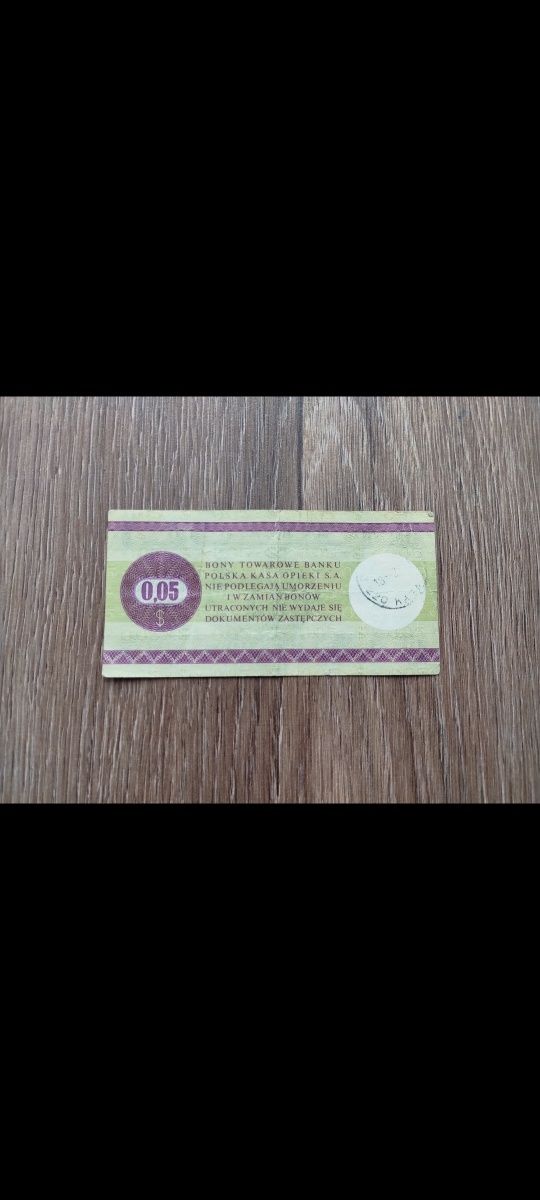 0,05
$
BONY TOWAROWE BANKU
POLSKA KASA OPIEKI S.A.
NIE PODLEGAJĄ UMORZENIU
I W ZAMIAN BONÓW
UTRACONYCH NIE WYDAJE SIĘ
DOKUMENTÓW ZASTĘPCZYCH